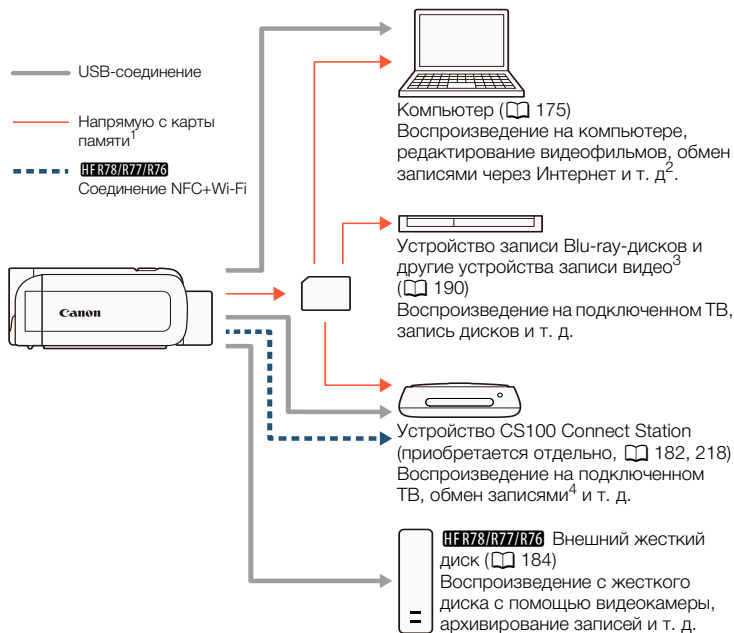 USB-соединение
Напрямую с карты
памяти1
HF R78/R77/R76
Соединение NFC+Wi-Fi
Canon
Компьютер (175)
Воспроизведение на компьютере,
редактирование видеофильмов, обмен
записями через Интернет и т. д2.
Устройство записи Blu-ray-дисков и
другие устройства записи видео3
(190)
Воспроизведение на подключенном ТВ,
запись дисков и т. д.
Устройство CS100 Connect Station
(приобретается отдельно, 182, 218)
Воспроизведение на подключенном
ТВ, обмен записями4 и т. д.
HF R78/R77/R76 Внешний жесткий
диск (184)
Воспроизведение с жесткого
диска с помощью видеокамеры,
архивирование записей и т. д.